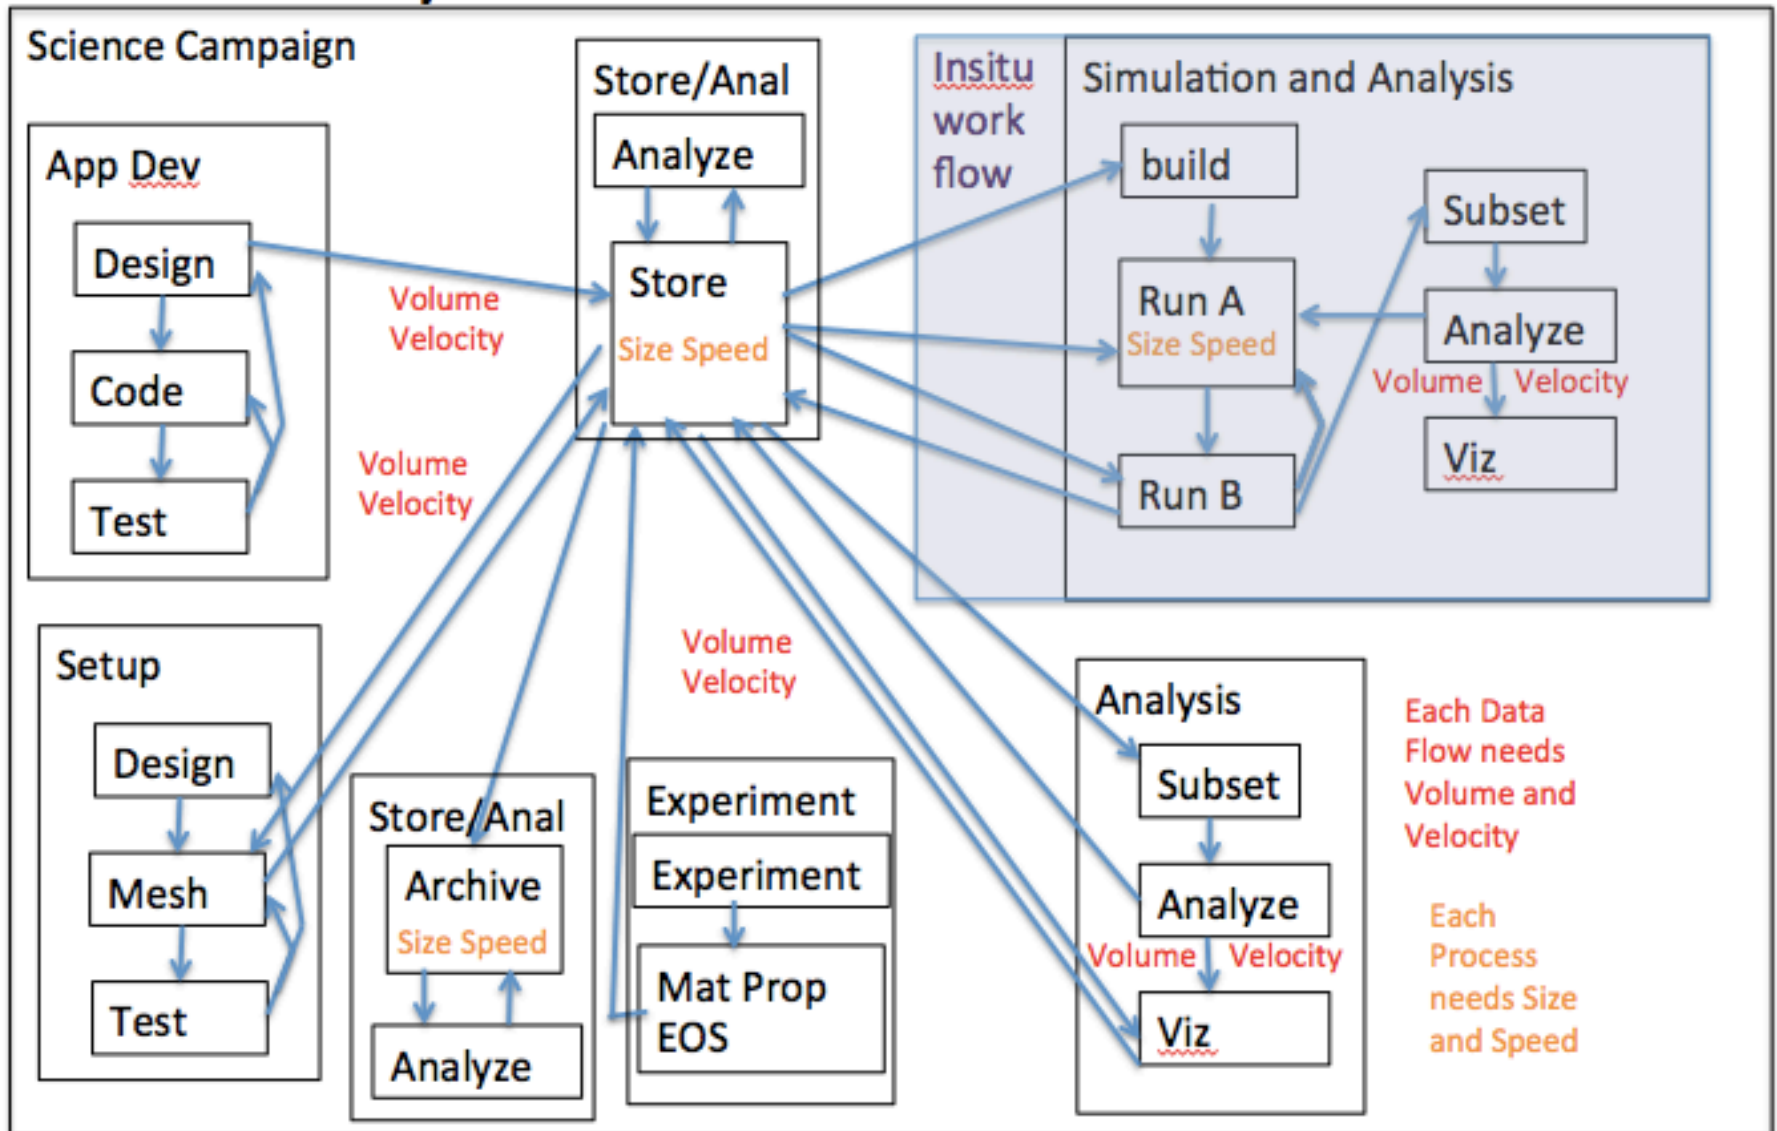 Science Campaign
App Dev
Design
Code
Test
Volume
Velocity
Volume
Velocity
Store/Anal
Analyze
Store
Size Speed
Insitu
work
flow
Simulation and Analysis
build
Run A
Size Speed
Run B
Subset
Analyze
Volume Velocity
Viz
Setup
Design
Mesh
Test
Store/Anal
Archive
Size Speed
Analyze
Volume
Velocity
Experiment
Experiment
Mat Prop
EOS
Analysis
Subset
Analyze
Volume Velocity
Viz
Each Data
Flow needs
Volume and
Velocity
Each
Process
needs Size
and Speed